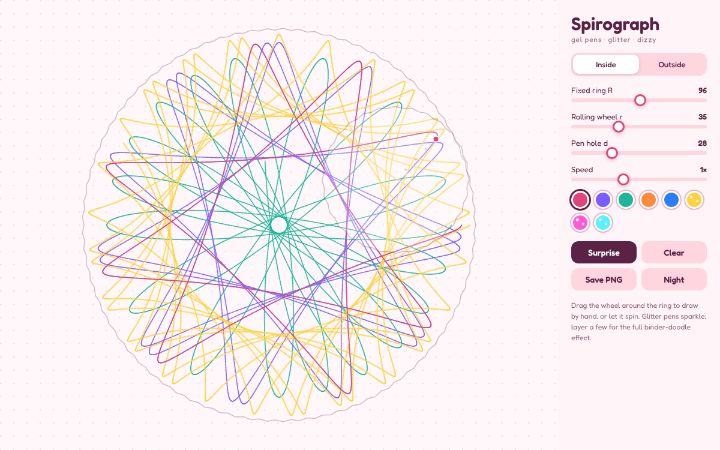 Spirograph
gel pens · glitter · dizzy
Inside Outside
Fixed ring R 96
Rolling wheel r 35
Pen hole d 28
Speed 1x
Surprise Clear
Save PNG Night
Drag the wheel around the ring to draw
by hand, or let it spin. Glitter pens sparkle;
layer a few for the full binder-doodle
effect.